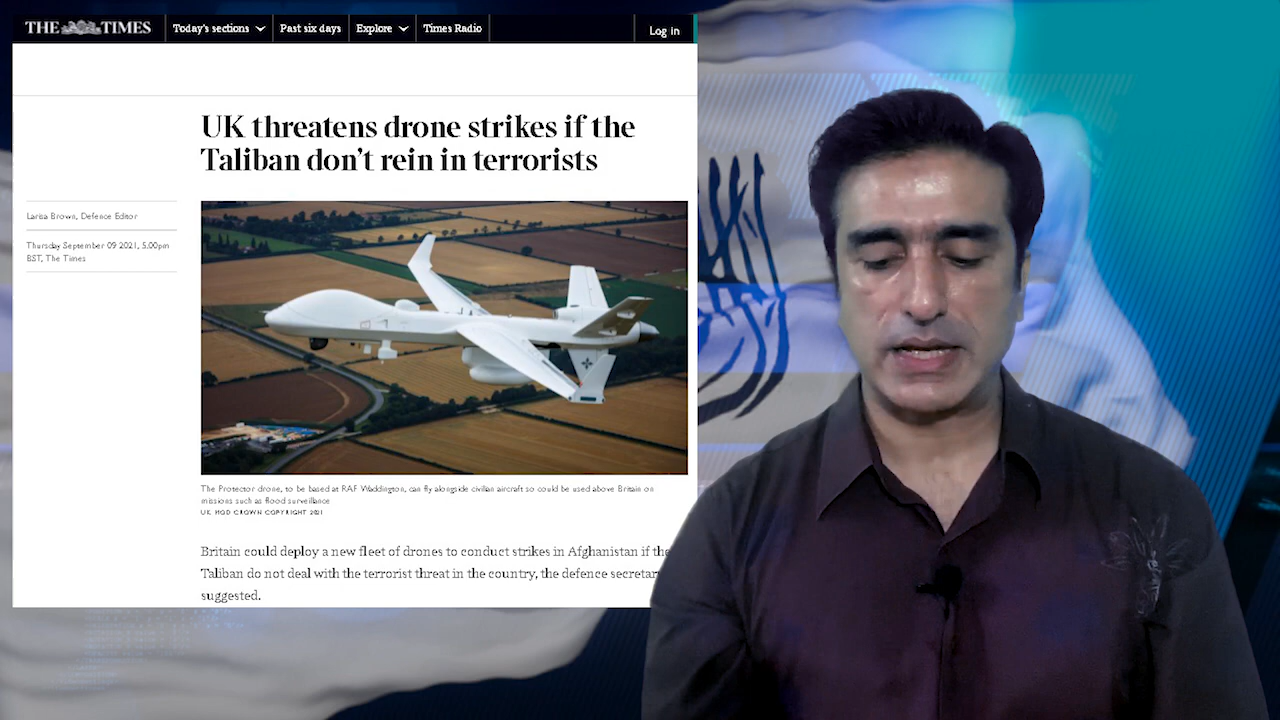 THE TIMES
Today's sections
Past six days
Explore
Times Radio
Log in
UK threatens drone strikes if the
Taliban don't rein in terrorists
Larisa Brown, Defence Editor
Thursday September 09 2021, 5.00pm
BST, The Times
The Protector drone, to be based at RAF Waddington, can fly alongside civilian aircraft so could be used above Britain on
missions such as flood surveillance
UK MOD CROWN COPYRIGHT 2021
Britain could deploy a new fleet of drones to conduct strikes in Afghanistan if the
Taliban do not deal with the terrorist threat in the country, the defence secretar
suggested.